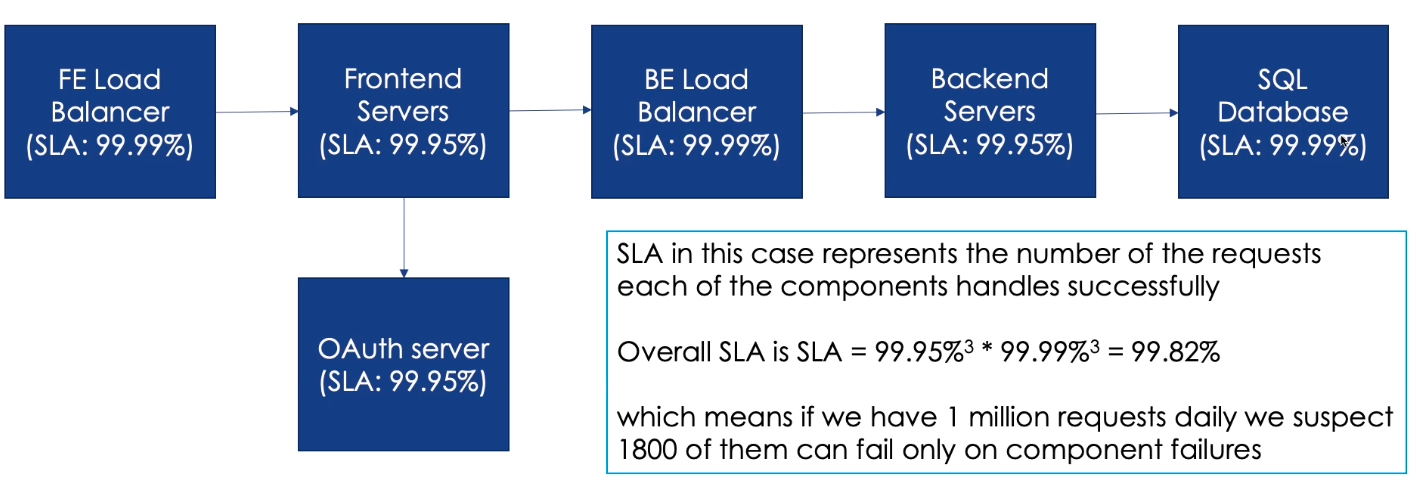 FE Load
Balancer
(SLA: 99.99%)
Frontend
Servers
(SLA: 99.95%)
BE Load
Balancer
(SLA: 99.99%)
Backend
Servers
(SLA: 99.95%)
SQL
Database
(SLA: 99.99%)
OAuth server
(SLA: 99.95%)
SLA in this case represents the number of the requests
each of the components handles successfully
Overall SLA is SLA = 99.95%³ * 99.99%³ = 99.82%
which means if we have 1 million requests daily we suspect
1800 of them can fail only on component failures